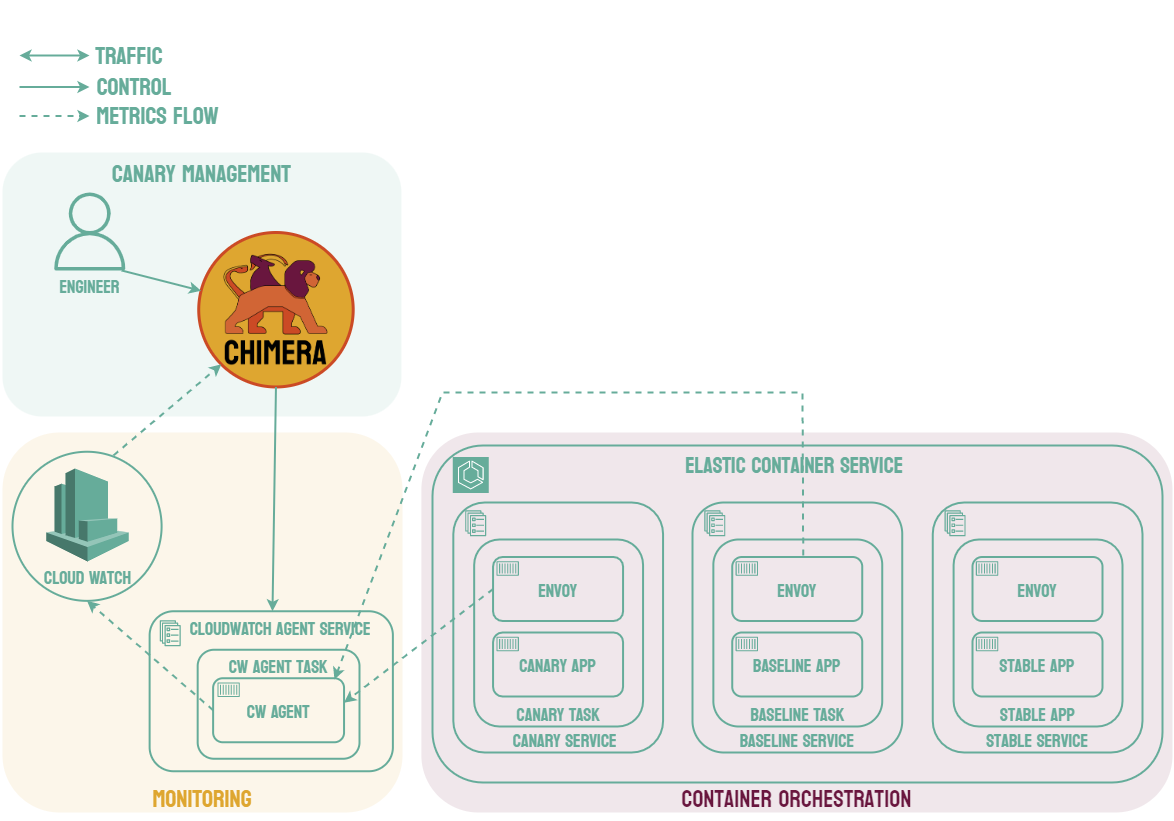 TRAFFIC
CONTROL
METRICS FLOW
CANARY MANAGEMENT
ENGINEER
CHIMERA
CLOUD WATCH
CLOUDWATCH AGENT SERVICE
CW AGENT TASK
CW AGENT
MONITORING
ELASTIC CONTAINER SERVICE
ENVOY
CANARY APP
CANARY TASK
CANARY SERVICE
ENVOY
BASELINE APP
BASELINE TASK
BASELINE SERVICE
ENVOY
STABLE APP
STABLE APP
STABLE SERVICE
CONTAINER ORCHESTRATION